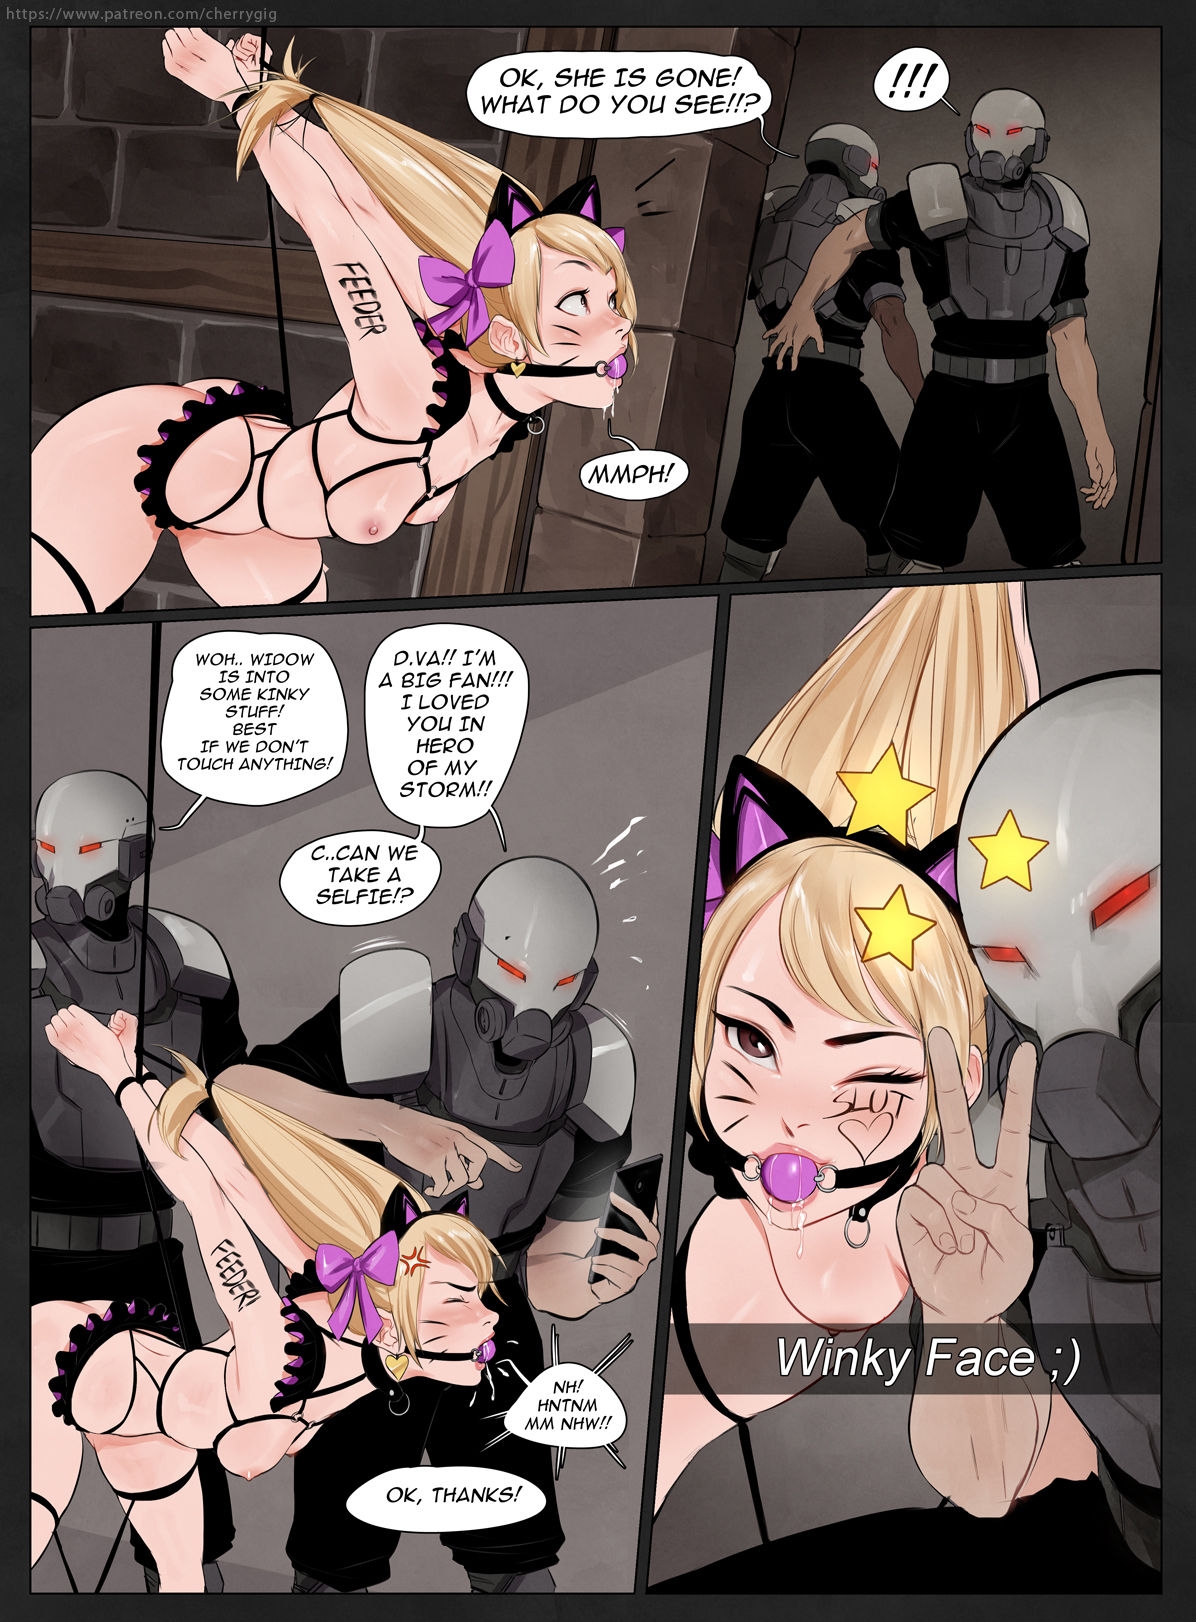 https://www.patreon.com/cherrygig
OK, SHE IS GONE!
WHAT DO YOU SEE!!?
!!!
FEEDER
MMPH!
WOH.. WIDOW
IS INTO
SOME KINKY
STUFF!
BEST
IF WE DON'T
TOUCH ANYTHING!
D.VA!! I'M
A BIG FAN!!!
I LOVED
YOU IN
HERO
OF MY
STORM!!
C..CAN WE
TAKE A
SELFIE!?
FEEDER
NH!
HNTNM
MM NHW!!
OK, THANKS!
Winky Face ;)